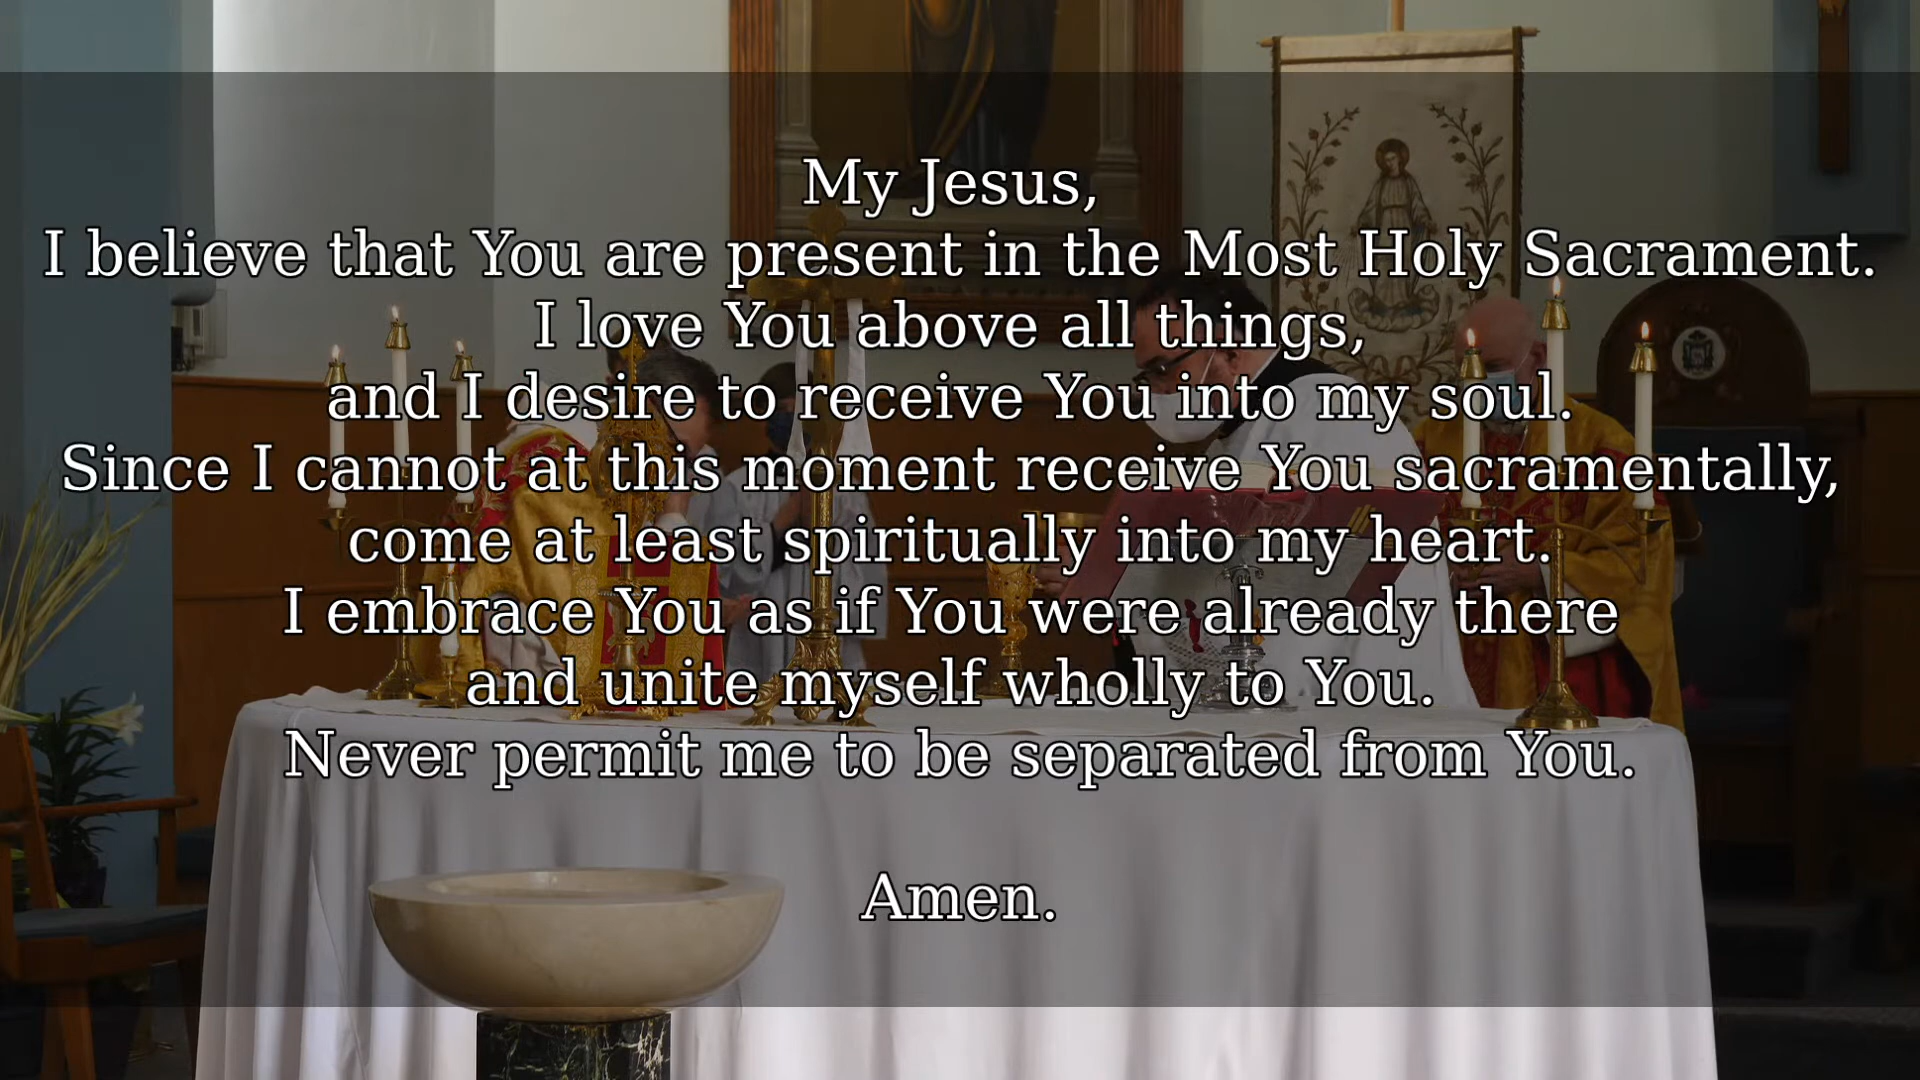 My Jesus,
I believe that You are present in the Most Holy Sacrament.
I love You above all things,
and I desire to receive You into my soul.
Since I cannot at this moment receive You sacramentally,
come at least spiritually into my heart.
I embrace You as if You were already there
and unite myself wholly to You.
Never permit me to be separated from You.
Amen.